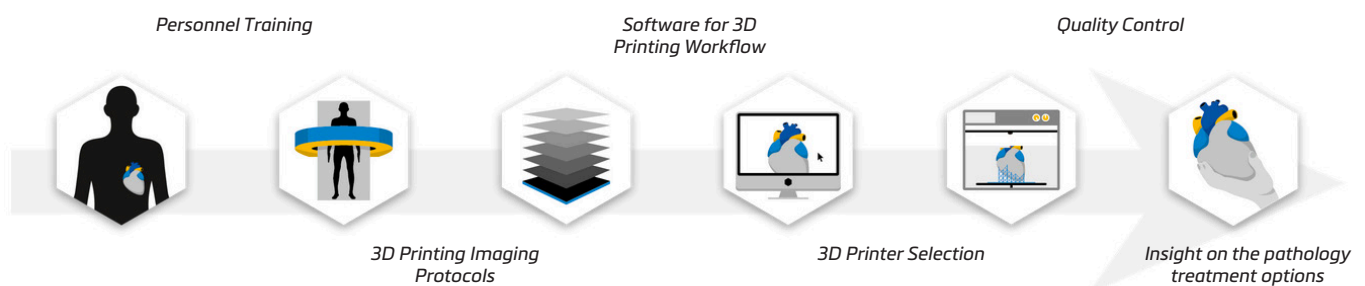 Personnel Training
Software for 3D
Printing Workflow
Quality Control
3D Printing Imaging
Protocols
3D Printer Selection
Insight on the pathology
treatment options